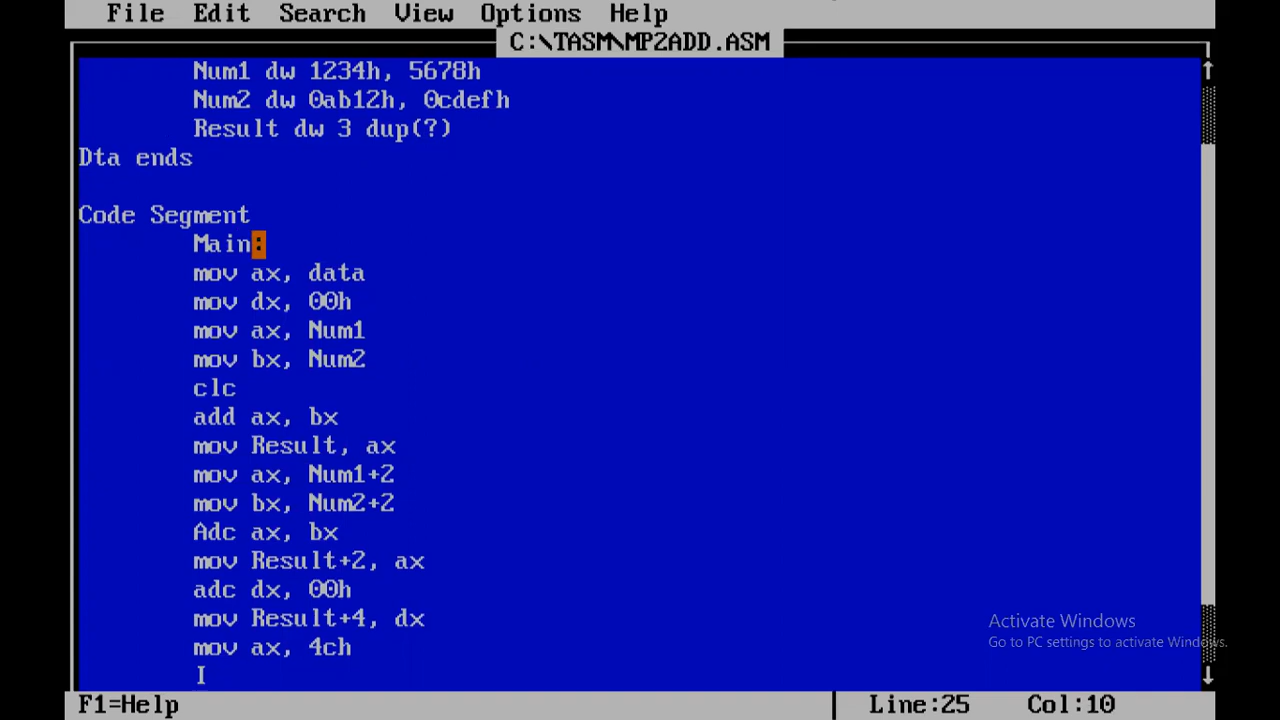 File Edit Search View Options Help
C:\TASM\MP2ADD.ASM
Num1 dw 1234h, 5678h
Num2 dw 0ab12h, 0cdefh
Result dw 3 dup(?)
Dta ends
Code Segment
Main:
mov ax, data
mov dx, 00h
mov ax, Num1
mov bx, Num2
clc
add ax, bx
mov Result, ax
mov ax, Num1+2
mov bx, Num2+2
Adc ax, bx
mov Result+2, ax
adc dx, 00h
mov Result+4, dx
mov ax, 4ch
Activate Windows
Go to PC settings to activate Windows.
F1=Help Line:25 Col:10